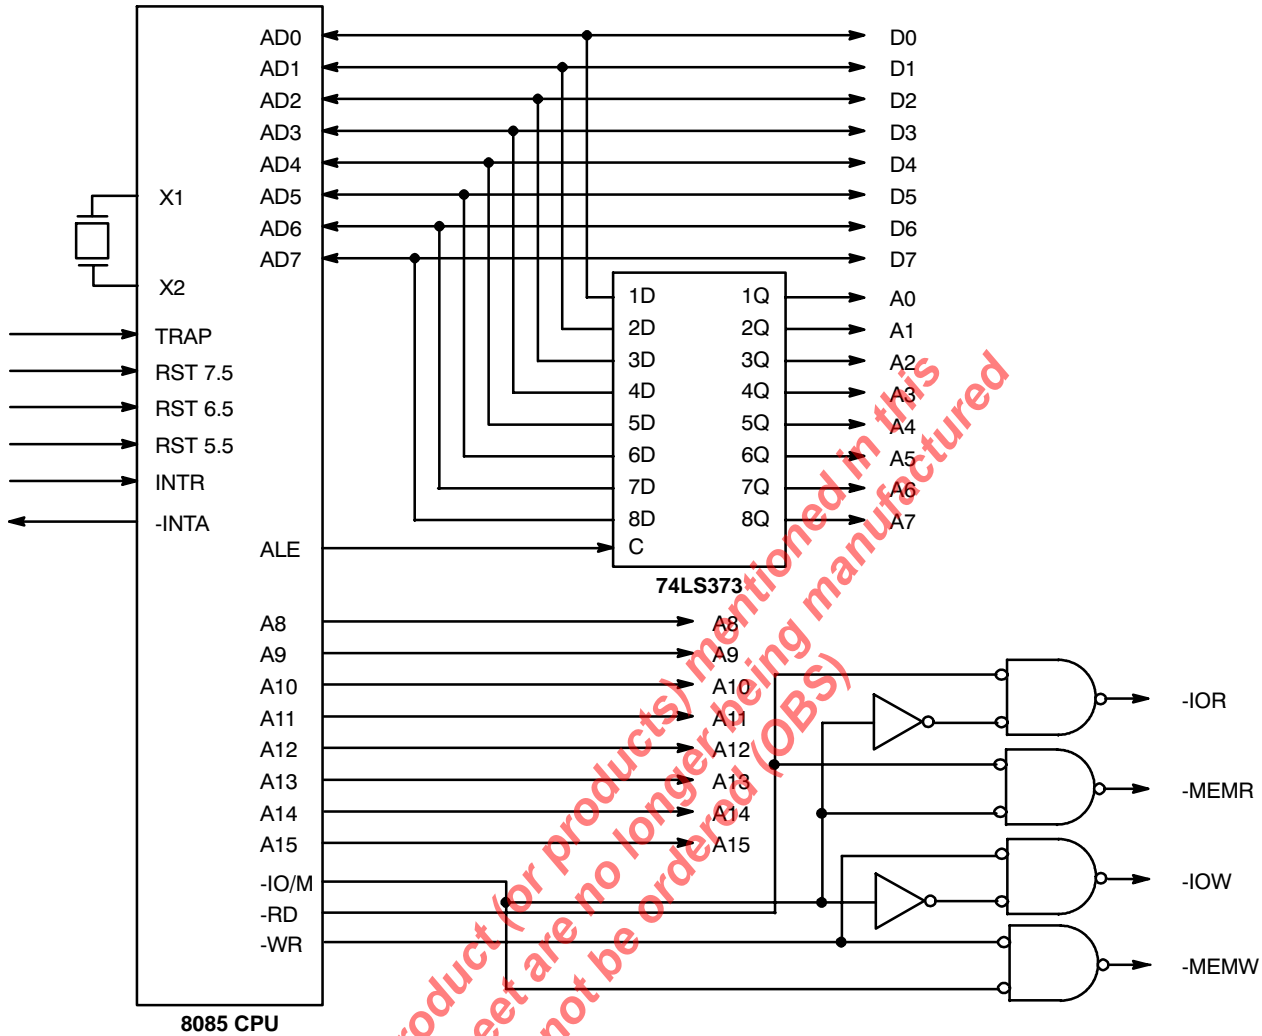 AD0
D0
AD1
D1
AD2
D2
AD3
D3
AD4
D4
AD5
D5
AD6
D6
AD7
D7
X1
X2
TRAP
RST 7.5
RST 6.5
RST 5.5
INTR
-INTA
ALE
1D
1Q
A0
2D
2Q
A1
3D
3Q
A2
4D
4Q
A3
5D
5Q
A4
6D
6Q
A5
7D
7Q
A6
8D
8Q
A7
C
74LS373
A8
A8
A9
A9
A10
A10
A11
A11
A12
A12
A13
A13
A14
A14
A15
A15
-IO/M
-RD
-WR
-IOR
-MEMR
-IOW
-MEMW
8085 CPU
product (or products) mentioned in this
sheet are no longer being manufactured
not be ordered (OBS)